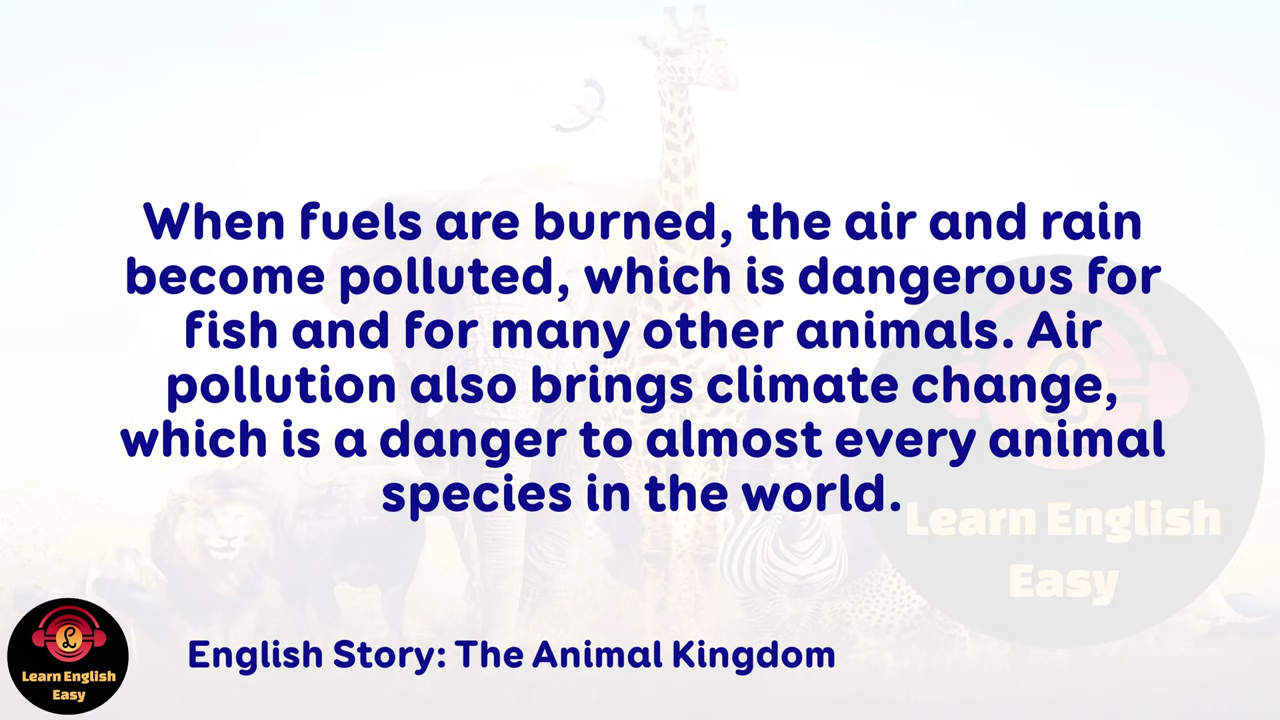 When fuels are burned, the air and rain
become polluted, which is dangerous for
fish and for many other animals. Air
pollution also brings climate change,
which is a danger to almost every animal
species in the world.
Learn English
Easy
English Story: The Animal Kingdom
Learn English
Easy